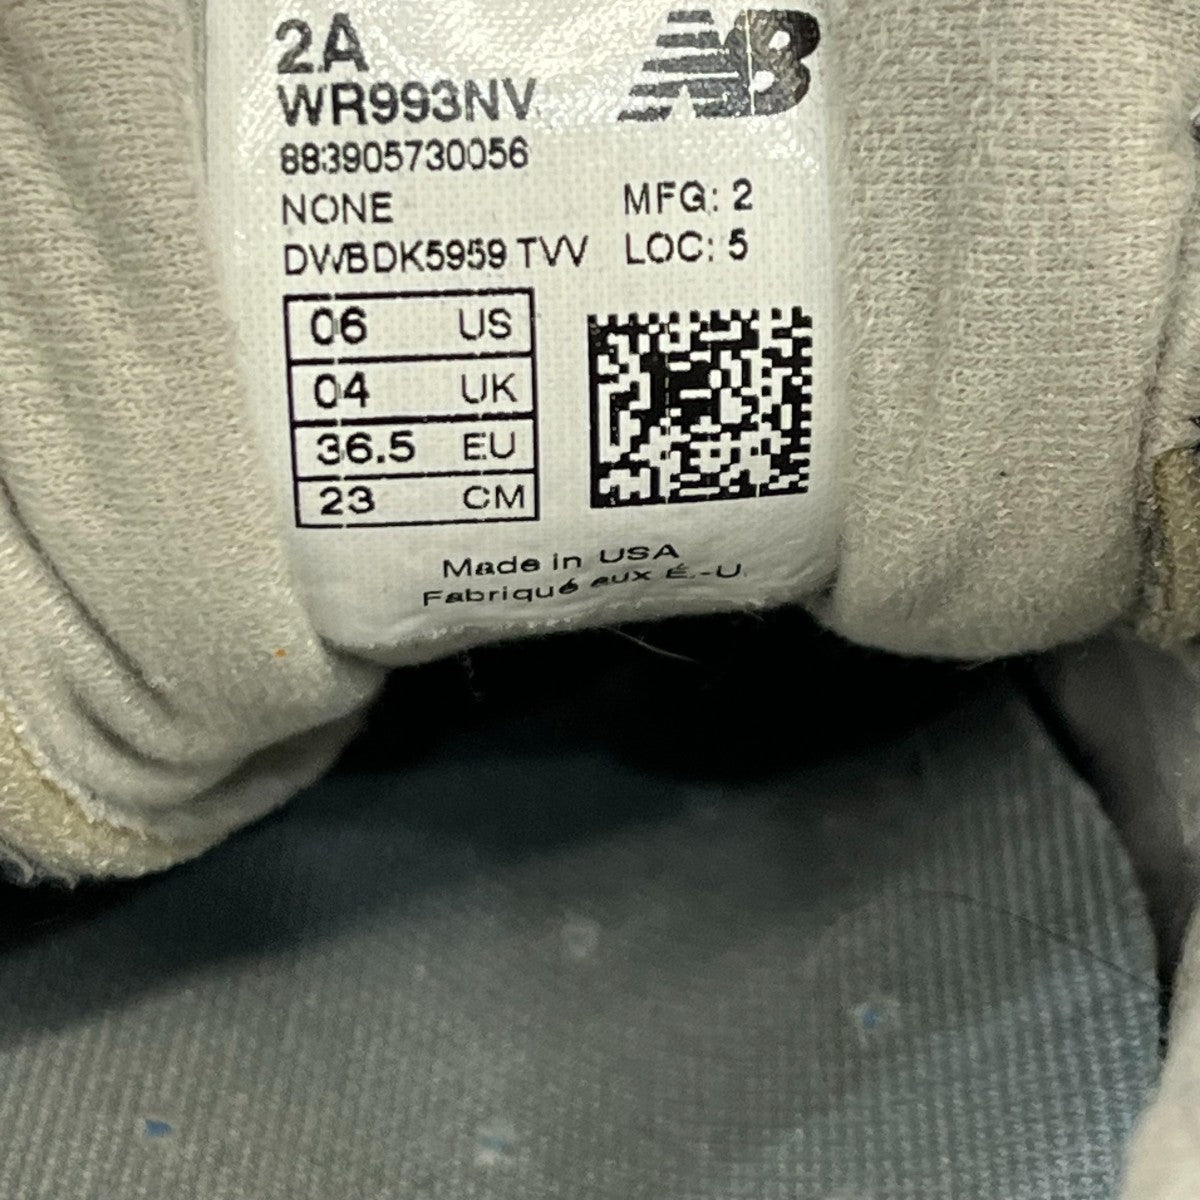 2A
NB
WR993NV
883905730056
NONE
MFG: 2
DWBDK5959 TVV
LOC: 5
06 US
04 UK
36.5 EU
23 CM
Made in USA
Fabriqué aux É.-U.